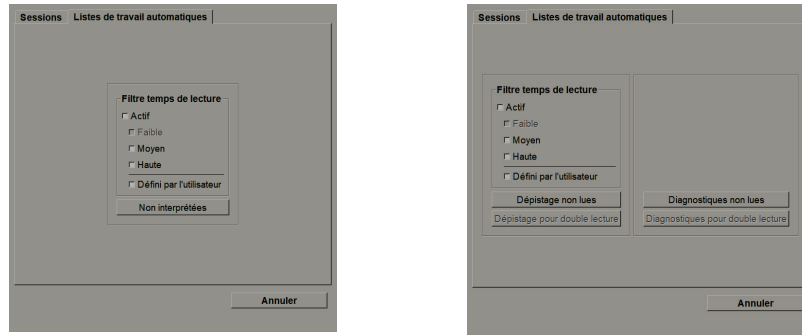 Sessions Listes de travail automatiques
Filtre temps de lecture
Actif
Faible
Moyen
Haute
Défini par l'utilisateur
Non interprétées
Annuler
Sessions Listes de travail automatiques
Filtre temps de lecture
Actif
Faible
Moyen
Haute
Défini par l'utilisateur
Dépistage non lues Diagnostiques non lues
Dépistage pour double lecture Diagnostiques pour double lecture
Annuler